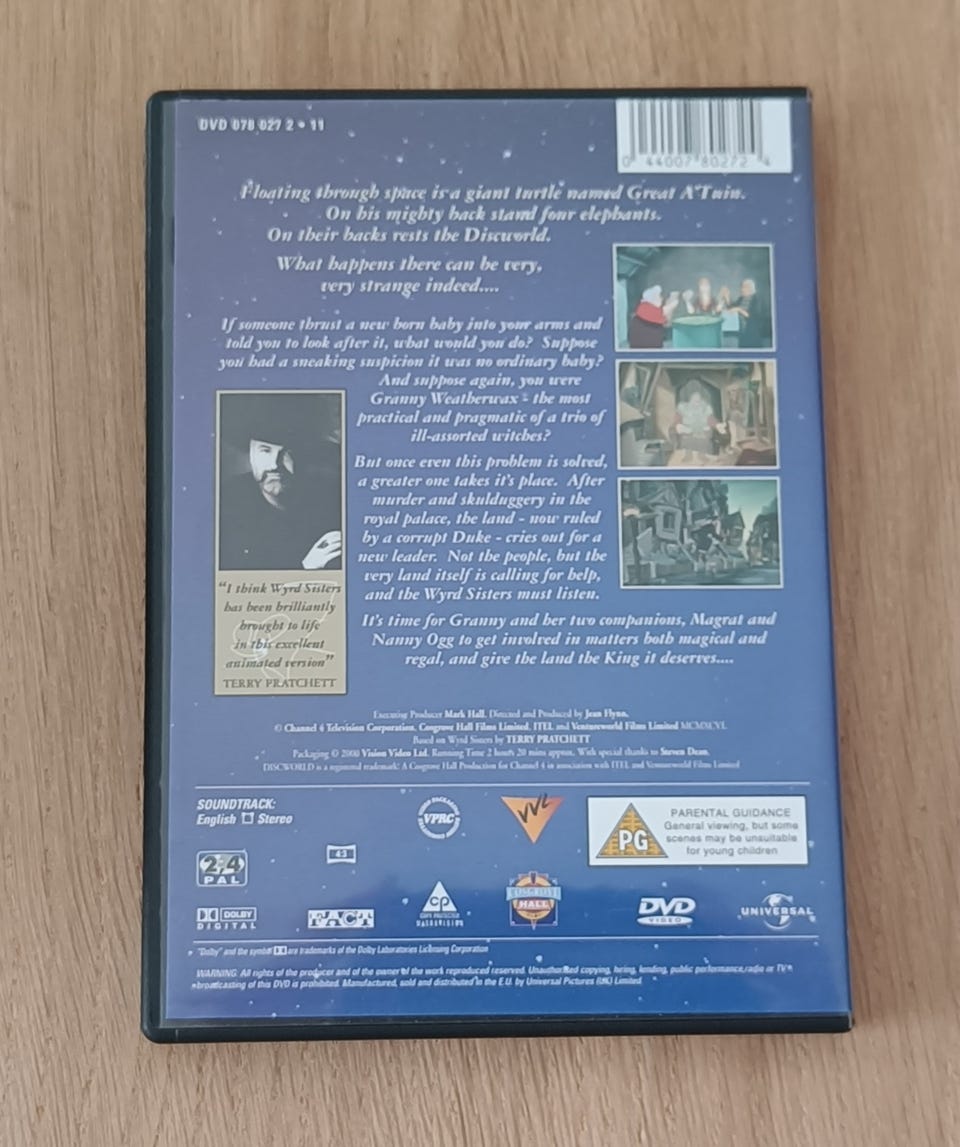 DVD 078 027 2 • 11
0 44007 80272 4
Floating through space is a giant turtle named Great A'Tuin.
On his mighty back stand four elephants.
On their backs rests the Discworld.
What happens there can be very,
very strange indeed....
If someone thrust a new born baby into your arms and
told you to look after it, what would you do? Suppose
you had a sneaking suspicion it was no ordinary baby?
And suppose again, you were
Granny Weatherwax - the most
practical and pragmatic of a trio of
ill-assorted witches?
But once even this problem is solved,
a greater one takes it's place. After
murder and skulduggery in the
royal palace, the land - now ruled
by a corrupt Duke - cries out for a
new leader. Not the people, but the
very land itself is calling for help,
and the Wyrd Sisters must listen.
It's time for Granny and her two companions, Magrat and
Nanny Ogg to get involved in matters both magical and
regal, and give the land the King it deserves....
"I think Wyrd Sisters
has been brilliantly
brought to life
in this excellent
animated version"
TERRY PRATCHETT
Executive Producer Mark Hall. Directed and Produced by Jean Flynn.
© Channel 4 Television Corporation, Cosgrove Hall Films Limited, ITEL and Ventureworld Films Limited MCMXCVI.
Based on Wyrd Sisters by TERRY PRATCHETT
Packaging © 2000 Vision Video Ltd. Running Time 2 hours 20 mins approx. With special thanks to Steven Dean.
DISCWORLD is a registered trademark. A Cosgrove Hall Production for Channel 4 in association with ITEL and Ventureworld Films Limited
SOUNDTRACK:
English Stereo
VPRC
VVL
PG
PARENTAL GUIDANCE
General viewing, but some
scenes may be unsuitable
for young children
2 4
PAL
4:3
DOLBY
DIGITAL
FACT
CP
COPY PROTECTED
MACROVISION
COSGROVE
HALL
DVD
VIDEO
UNIVERSAL
"Dolby" and the symbol are trademarks of the Dolby Laboratories Licensing Corporation
WARNING: All rights of the producer and of the owner of the work reproduced reserved. Unauthorised copying, hiring, lending, public performance, radio or TV
broadcasting of this DVD is prohibited. Manufactured, sold and distributed in the E.U. by Universal Pictures (UK) Limited